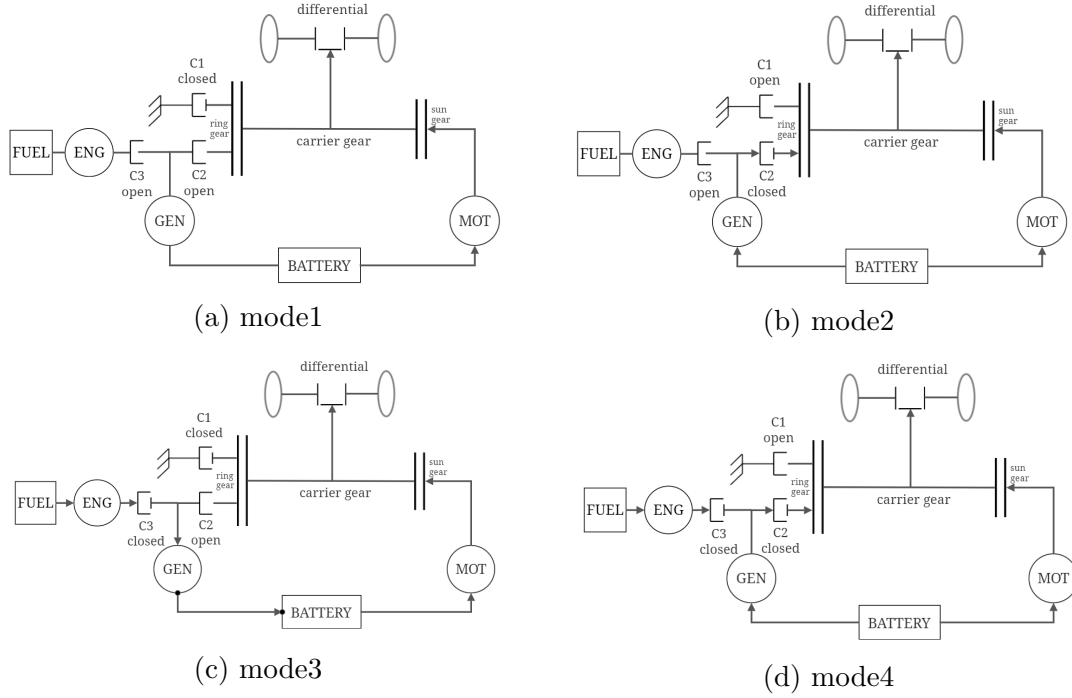 differential
C1
closed
ring
gear
sun
gear
FUEL
ENG
carrier gear
C3
open
C2
open
GEN
MOT
BATTERY
(a) mode1
differential
C1
open
ring
gear
sun
gear
FUEL
ENG
carrier gear
C3
open
C2
closed
GEN
MOT
BATTERY
(b) mode2
differential
C1
closed
ring
gear
sun
gear
FUEL
ENG
carrier gear
C3
closed
C2
open
GEN
MOT
BATTERY
(c) mode3
differential
C1
open
ring
gear
sun
gear
FUEL
ENG
carrier gear
C3
closed
C2
closed
GEN
MOT
BATTERY
(d) mode4